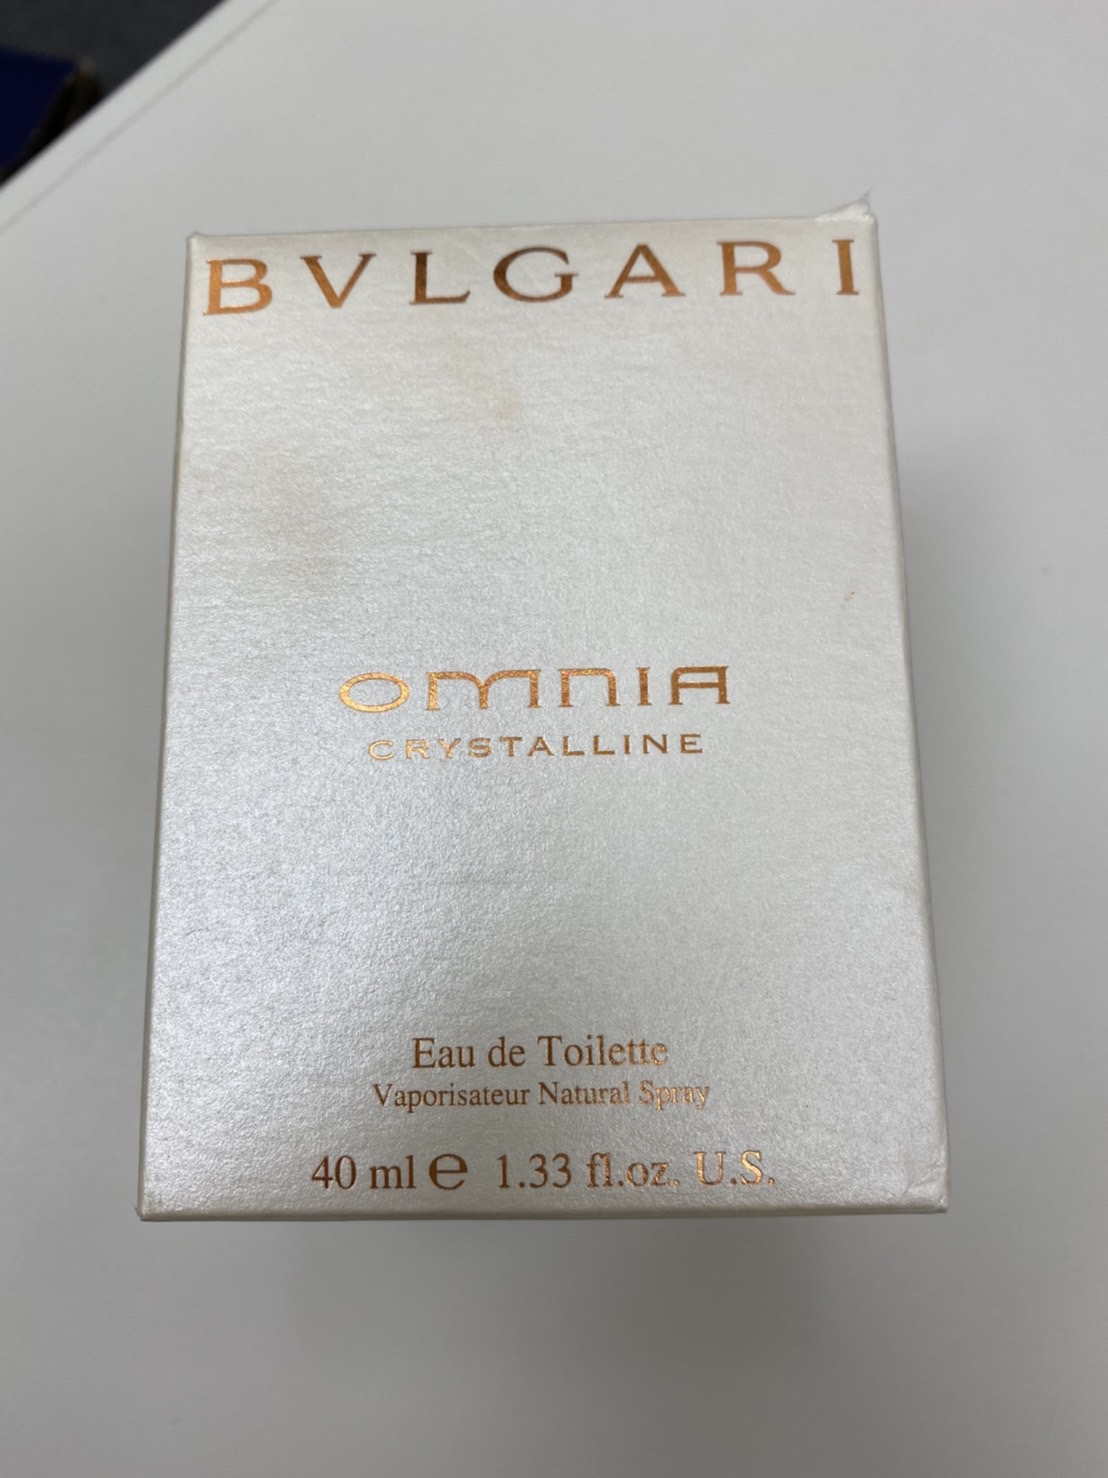 BVLGARI
OMNIA
CRYSTALLINE
Eau de Toilette
Vaporisateur Natural Spray
40 ml e 1.33 fl.oz. U.S.